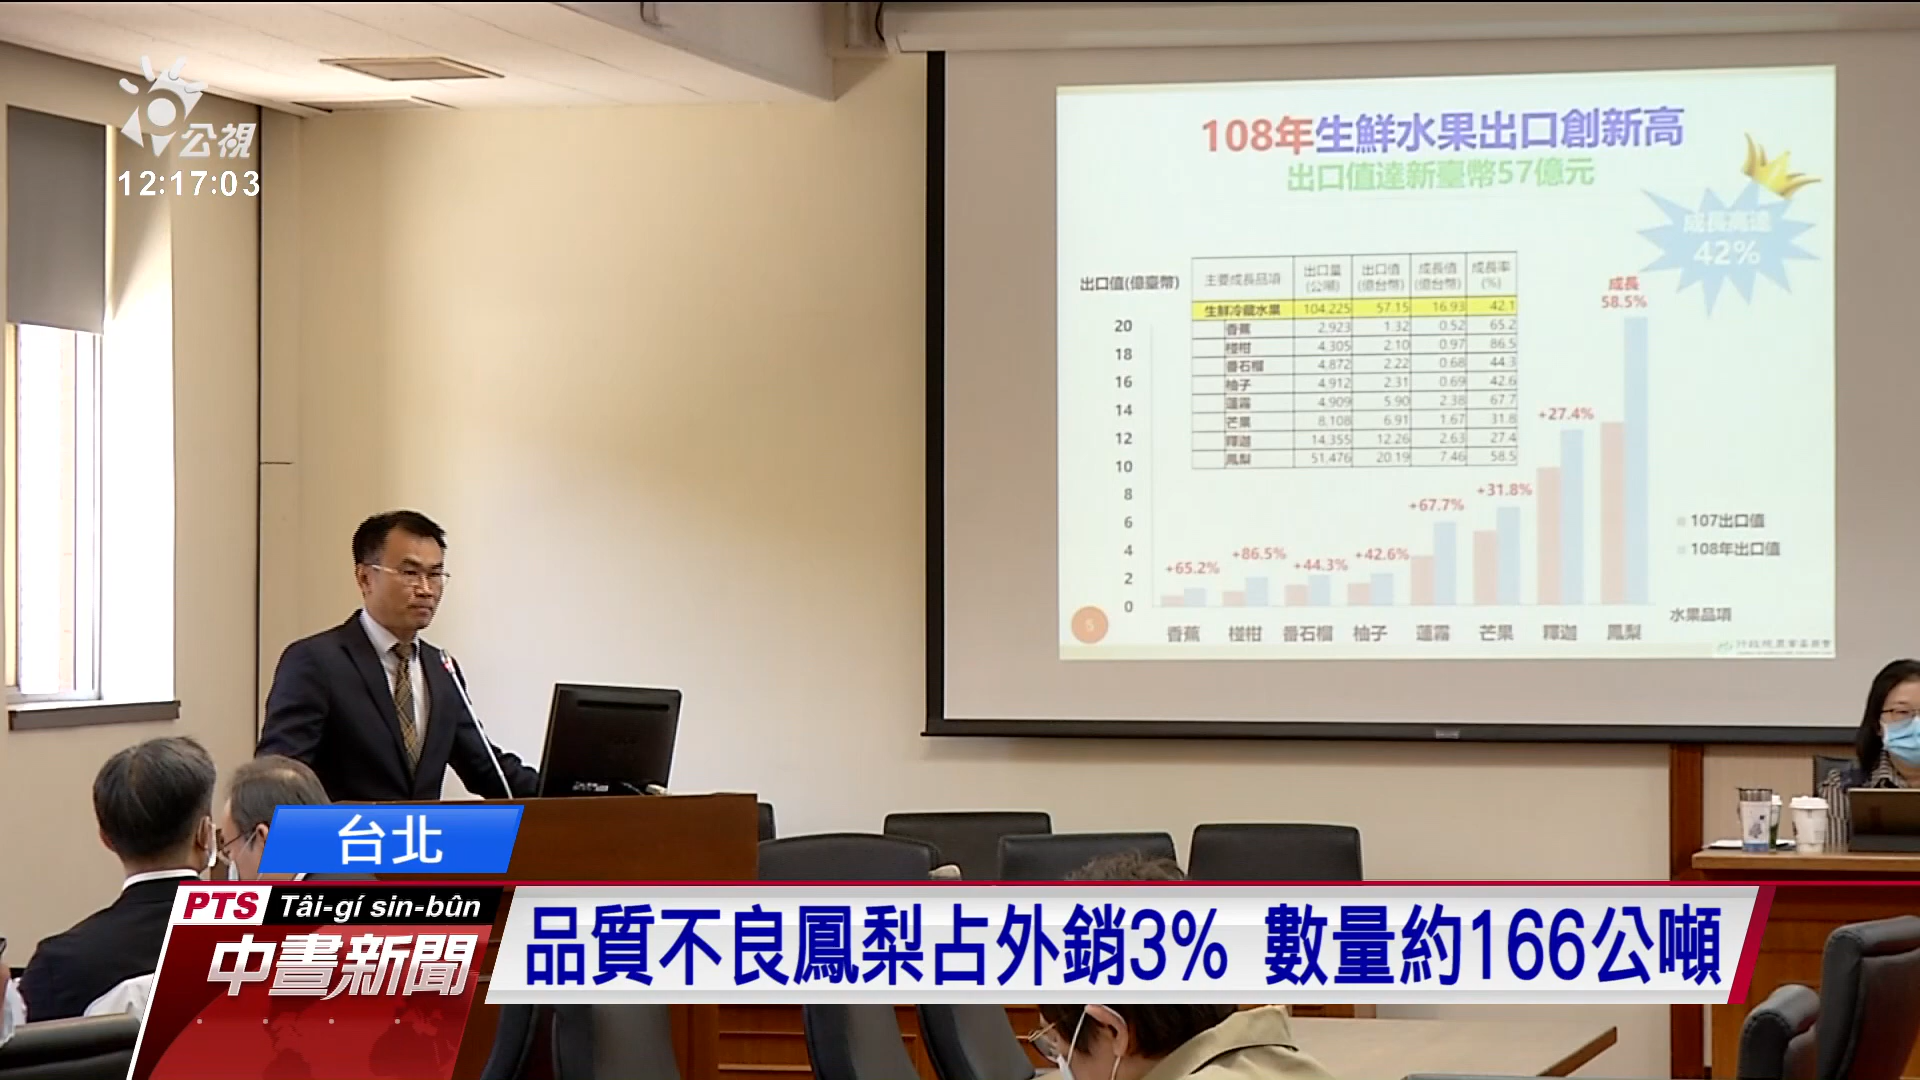 公視
12:17:03
108年生鮮水果出口創新高
出口值達新臺幣57億元
成長高達
42%
出口值(億臺幣)
主要成長品項 出口量(公噸) 出口值(億台幣) 成長值(億台幣) 成長率(%)
生鮮冷藏水果 104,225 57.15 16.93 42.1
香蕉 2,923 1.32 0.52 65.2
椪柑 4,305 2.10 0.97 86.5
番石榴 4,872 2.22 0.68 44.3
柚子 4,912 2.31 0.69 42.6
蓮霧 4,909 5.90 2.38 67.7
芒果 8,108 6.91 1.67 31.8
釋迦 14,355 12.26 2.63 27.4
鳳梨 51,476 20.19 7.46 58.5
成長
58.5%
20
18
16
14
12
10
8
6
4
2
0
+65.2%
+86.5%
+44.3%
+42.6%
+67.7%
+31.8%
+27.4%
107出口值
108年出口值
香蕉 椪柑 番石榴 柚子 蓮霧 芒果 釋迦 鳳梨
水果品項
5
行政院農業委員會
台北
PTS Tâi-gí sin-bûn
中晝新聞
品質不良鳳梨占外銷3% 數量約166公噸